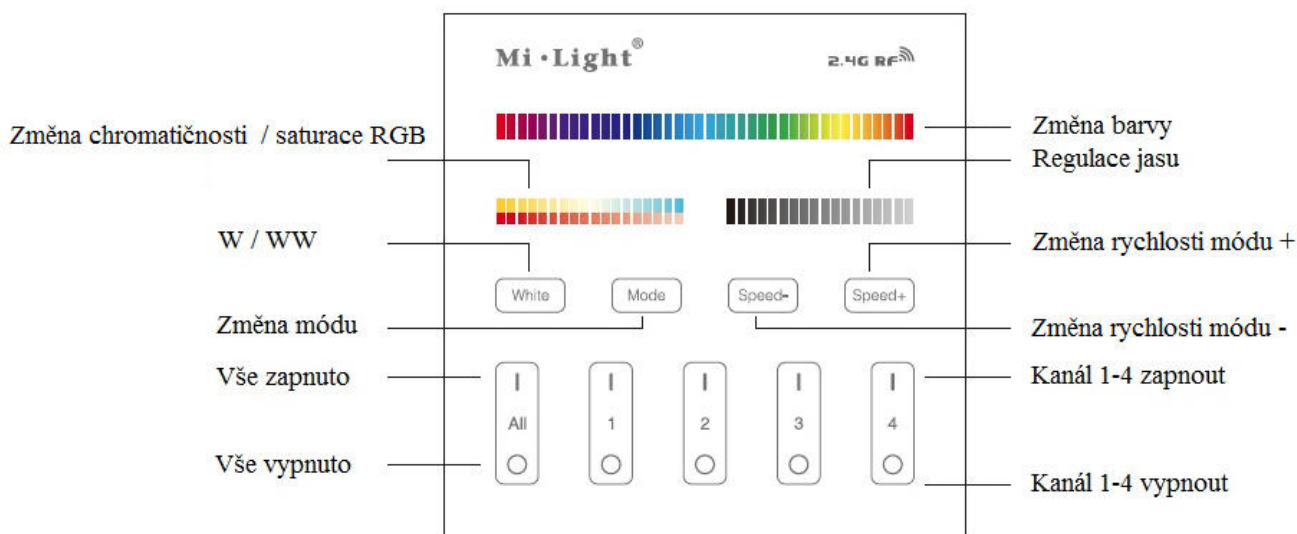 Mi·Light®
2.4G RF
Změna chromatičnosti / saturace RGB
Změna barvy
Regulace jasu
W / WW
Změna rychlosti módu +
White
Mode
Speed-
Speed+
Změna módu
Změna rychlosti módu -
Vše zapnuto
Kanál 1-4 zapnout
All
1
2
3
4
Vše vypnuto
Kanál 1-4 vypnout